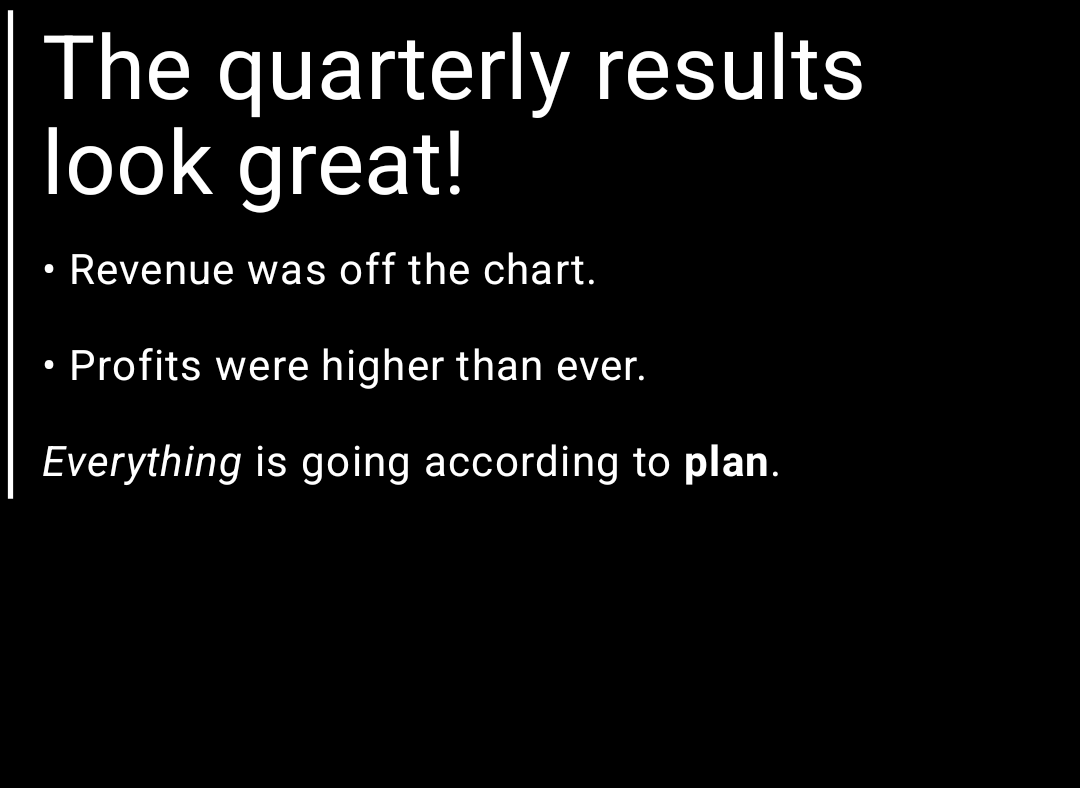 The quarterly results
look great!
• Revenue was off the chart.
• Profits were higher than ever.
Everything is going according to plan.